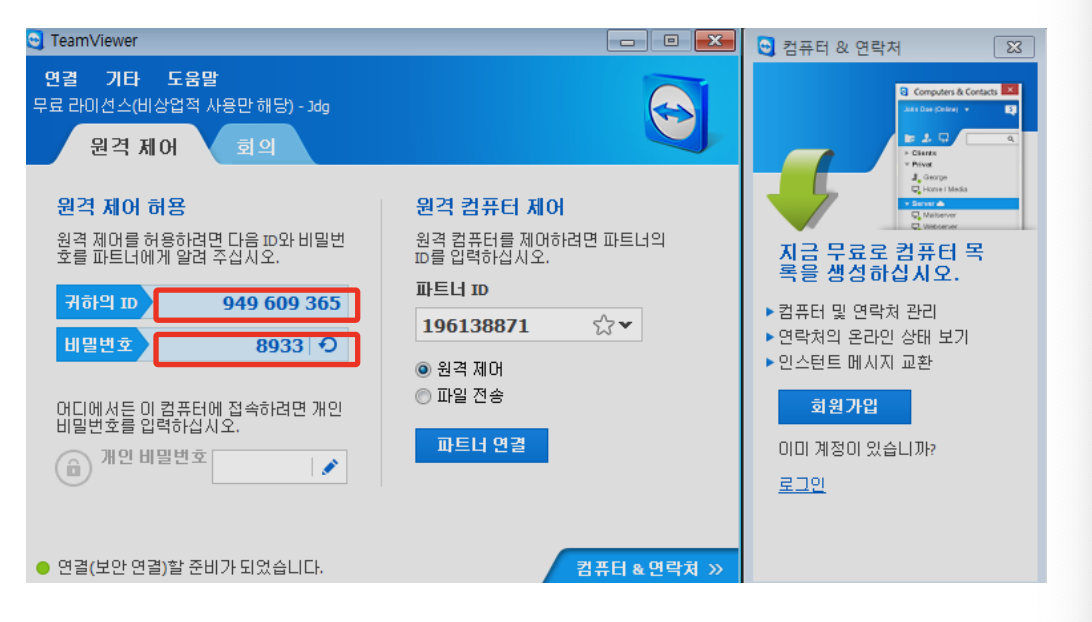 TeamViewer
연결 기타 도움말
무료 라이선스(비상업적 사용만 해당) - Jdg
원격 제어 회의
원격 제어 허용
원격 제어를 허용하려면 다음 ID와 비밀번
호를 파트너에게 알려 주십시오.
귀하의 ID 949 609 365
비밀번호 8933
어디에서든 이 컴퓨터에 접속하려면 개인
비밀번호를 입력하십시오.
개인 비밀번호
연결(보안 연결)할 준비가 되었습니다.
원격 컴퓨터 제어
원격 컴퓨터를 제어하려면 파트너의
ID를 입력하십시오.
파트너 ID
196138871
원격 제어
파일 전송
파트너 연결
컴퓨터 & 연락처 »
컴퓨터 & 연락처
Computers & Contacts
John Doe (Online)
Clients
Privat
George
Home / Media
Server
Mailserver
Webserver
지금 무료로 컴퓨터 목
록을 생성하십시오.
컴퓨터 및 연락처 관리
연락처의 온라인 상태 보기
인스턴트 메시지 교환
회원가입
이미 계정이 있습니까?
로그인